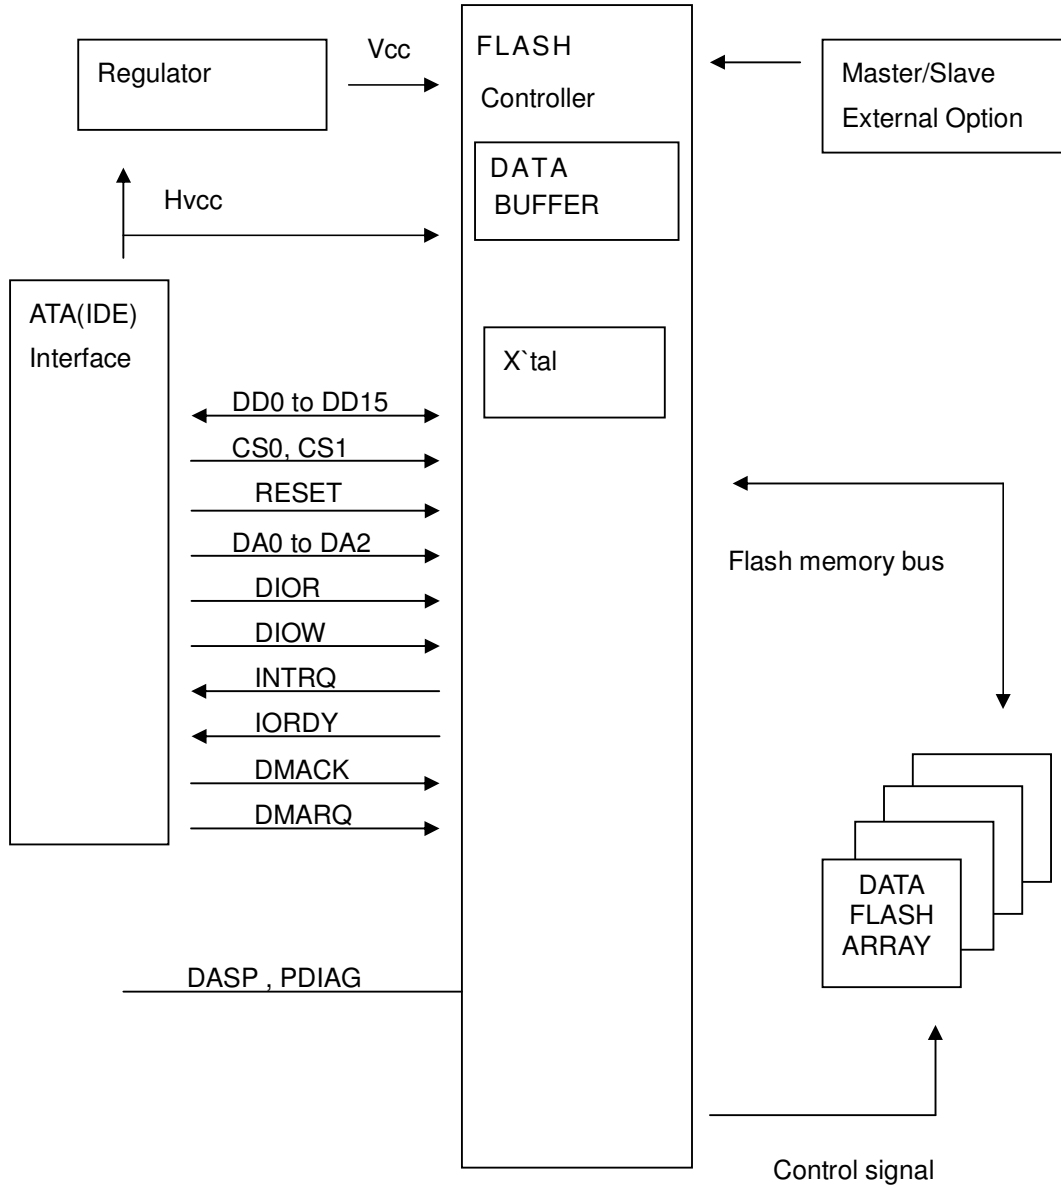 Regulator
Vcc
FLASH
Controller
Master/Slave
External Option
DATA
BUFFER
Hvcc
ATA(IDE)
Interface
X`tal
DD0 to DD15
CS0, CS1
RESET
DA0 to DA2
DIOR
DIOW
INTRQ
IORDY
DMACK
DMARQ
Flash memory bus
DATA
FLASH
ARRAY
DASP , PDIAG
Control signal